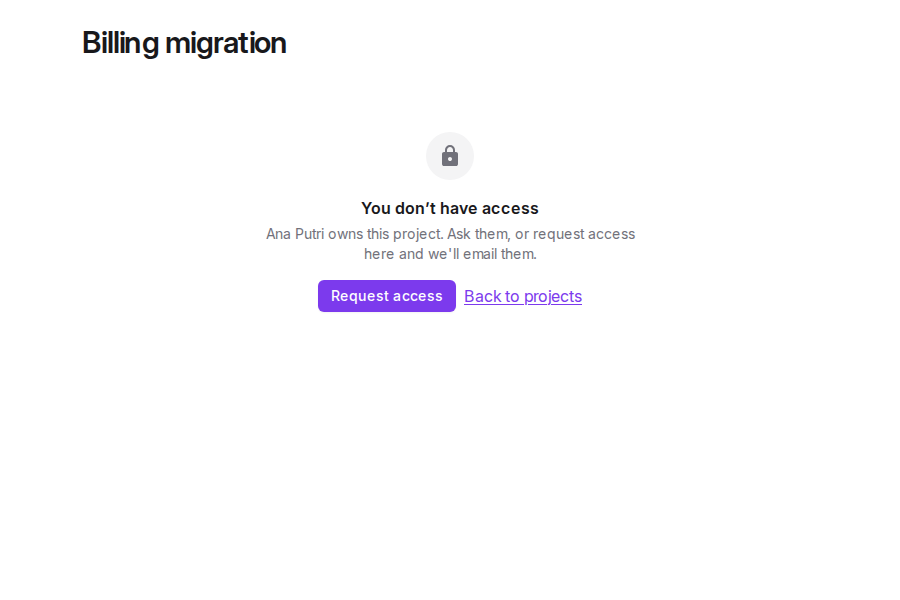 Billing migration
You don’t have access
Ana Putri owns this project. Ask them, or request access
here and we'll email them.
Request access Back to projects